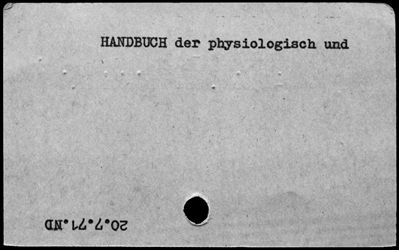 HANDBUCH der physiologisch und
20.7.71.ND